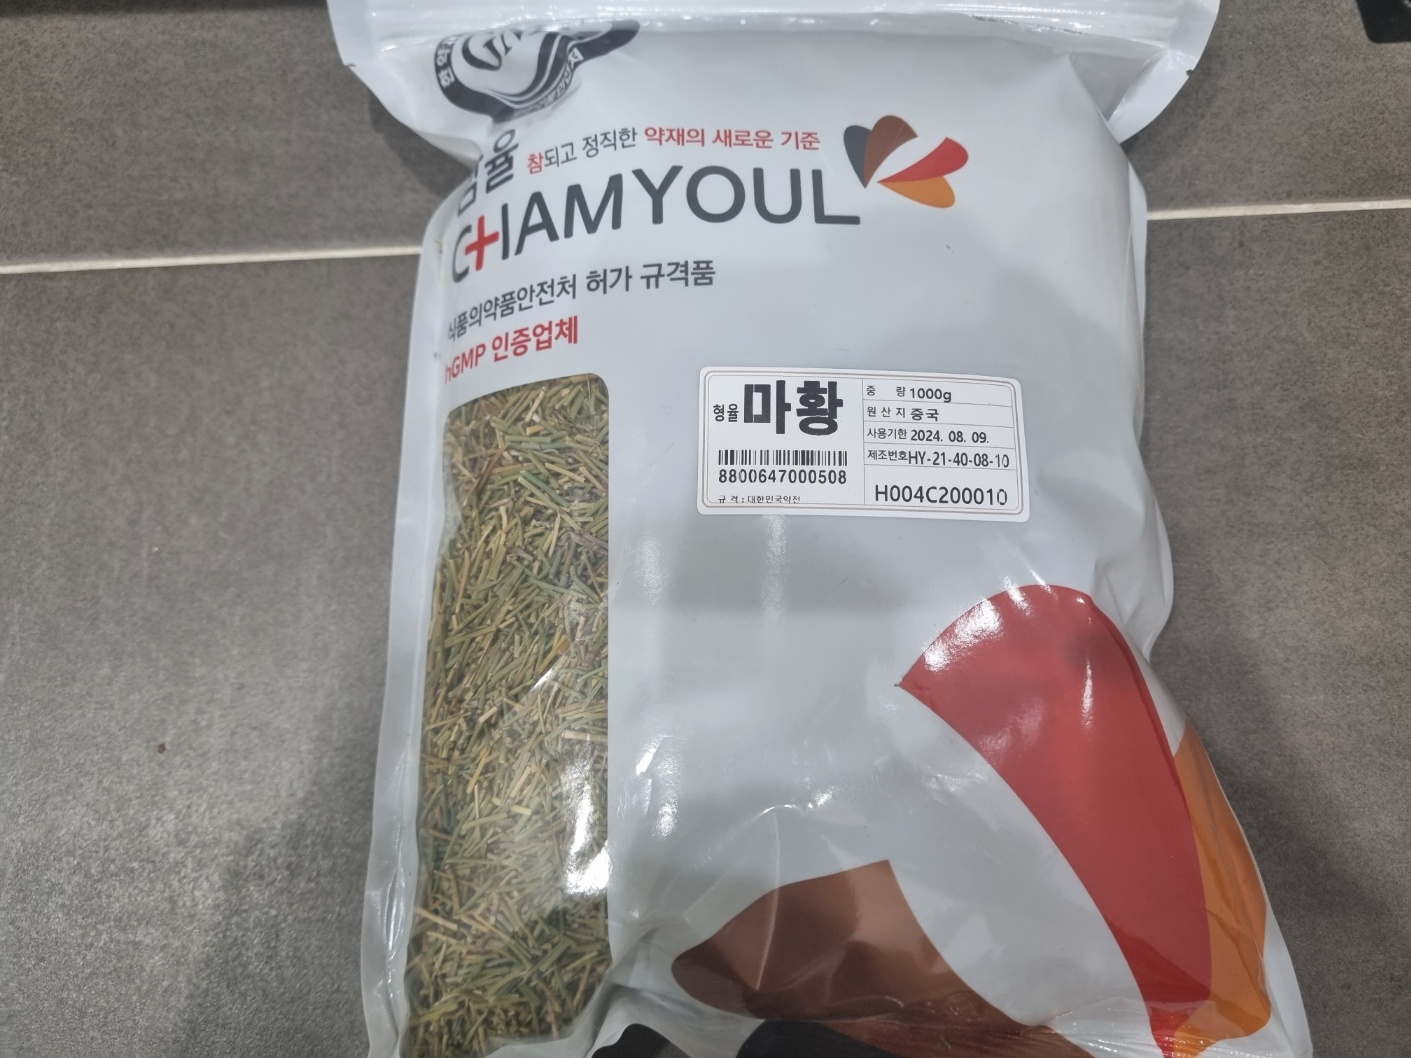 율
참되고 정직한 약재의 새로운 기준
CHAMYOUL
식품의약품안전처 허가 규격품
hGMP 인증업체
형율 마황
8800647000508
규 격 : 대한민국약전
중 량 1000g
원 산 지 중국
사용기한 2024. 08. 09.
제조번호 HY-21-40-08-10
H004C200010